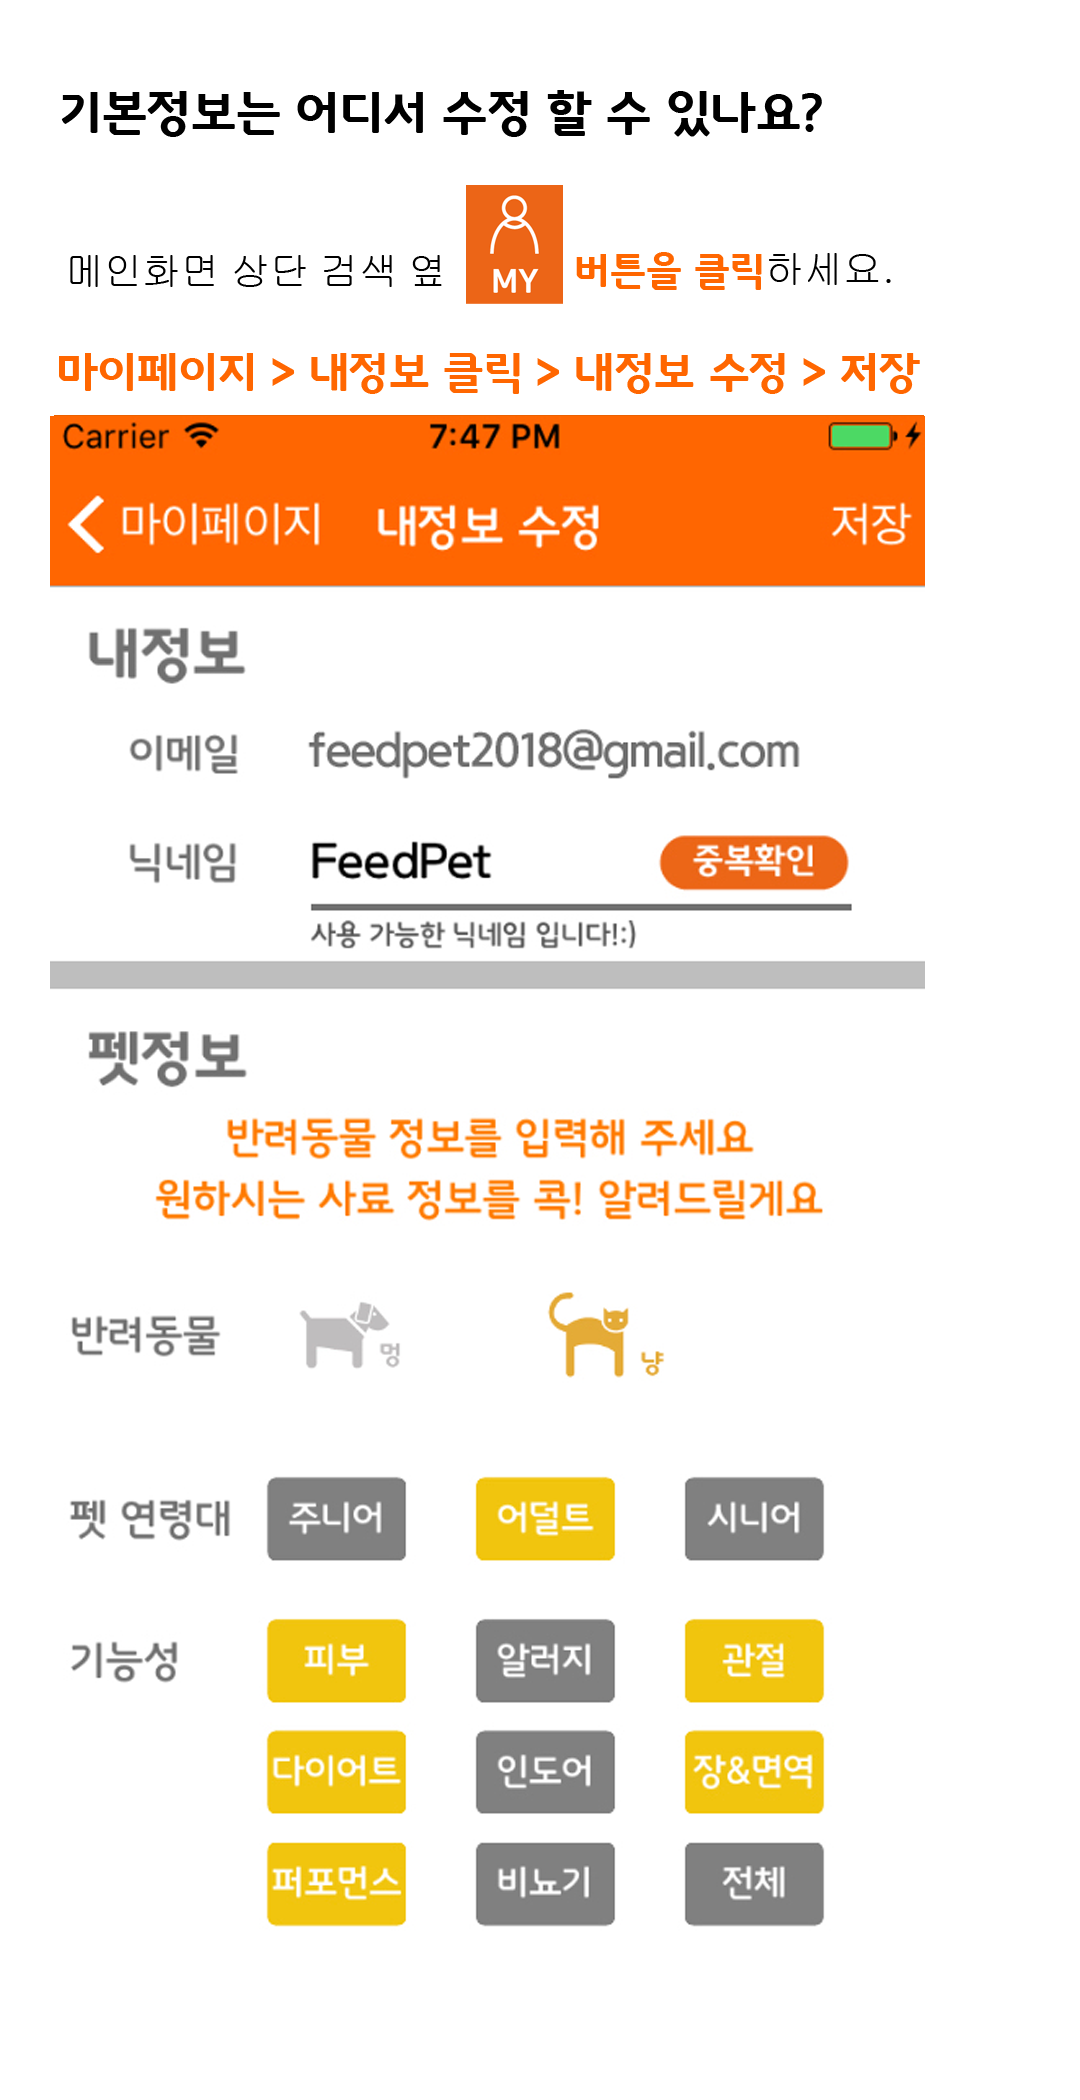 기본정보는 어디서 수정 할 수 있나요?
메인화면 상단 검색 옆 MY 버튼을 클릭하세요.
마이페이지 > 내정보 클릭 > 내정보 수정 > 저장
Carrier 7:47 PM
마이페이지 내정보 수정 저장
내정보
이메일 feedpet2018@gmail.com
닉네임 FeedPet 중복확인
사용 가능한 닉네임 입니다!:)
펫정보
반려동물 정보를 입력해 주세요
원하시는 사료 정보를 콕! 알려드릴게요
반려동물 멍 냥
펫 연령대 주니어 어덜트 시니어
기능성 피부 알러지 관절
다이어트 인도어 장&면역
퍼포먼스 비뇨기 전체